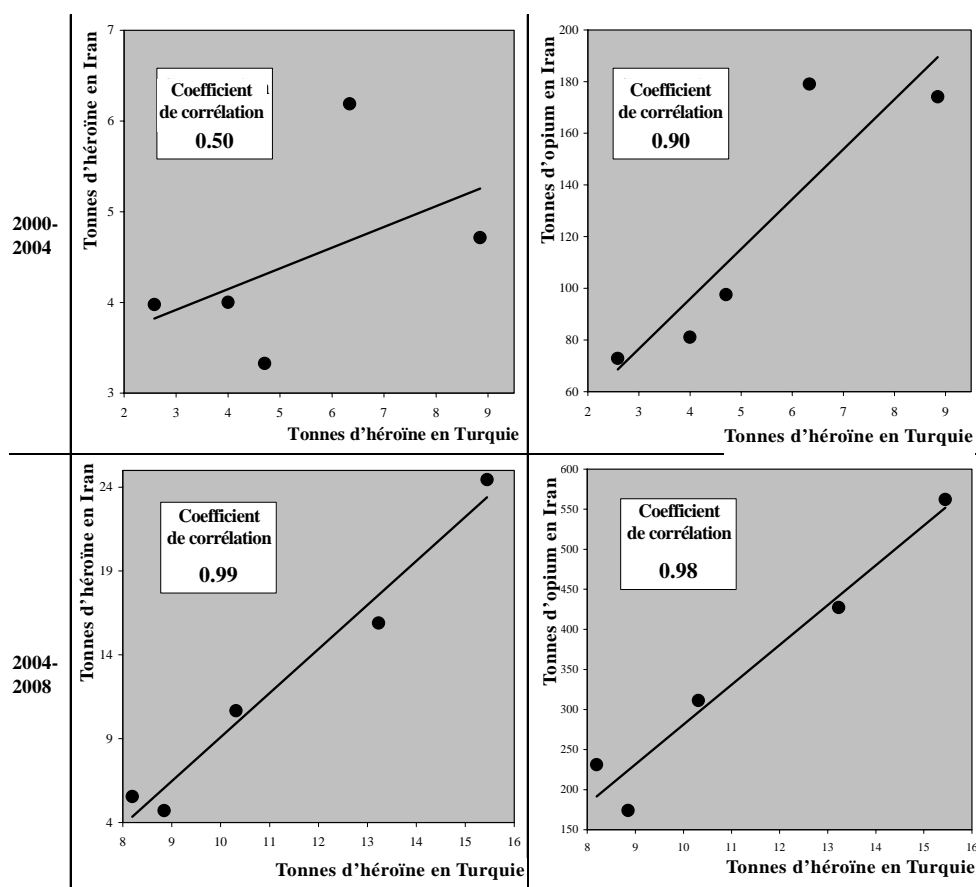 2000-
2004
Tonnes d'héroïne en Iran
7
6
5
4
3
Coefficient
de corrélation
0.50
2 3 4 5 6 7 8 9
Tonnes d'héroïne en Turquie
Tonnes d'opium en Iran
200
180
160
140
120
100
80
60
Coefficient
de corrélation
0.90
2 3 4 5 6 7 8 9
Tonnes d'héroïne en Turquie
2004-
2008
Tonnes d'héroïne en Iran
24
19
14
9
4
Coefficient
de corrélation
0.99
8 9 10 11 12 13 14 15 16
Tonnes d'héroïne en Turquie
Tonnes d'opium en Iran
600
550
500
450
400
350
300
250
200
150
Coefficient
de corrélation
0.98
8 9 10 11 12 13 14 15 16
Tonnes d'héroïne en Turquie